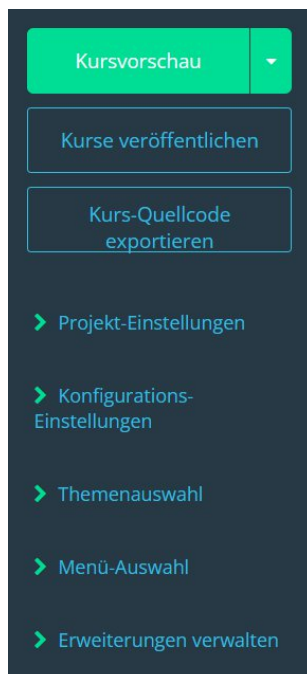 Kursvorschau
Kurse veröffentlichen
Kurs-Quellcode
exportieren
Projekt-Einstellungen
Konfigurations-
Einstellungen
Themenauswahl
Menü-Auswahl
Erweiterungen verwalten